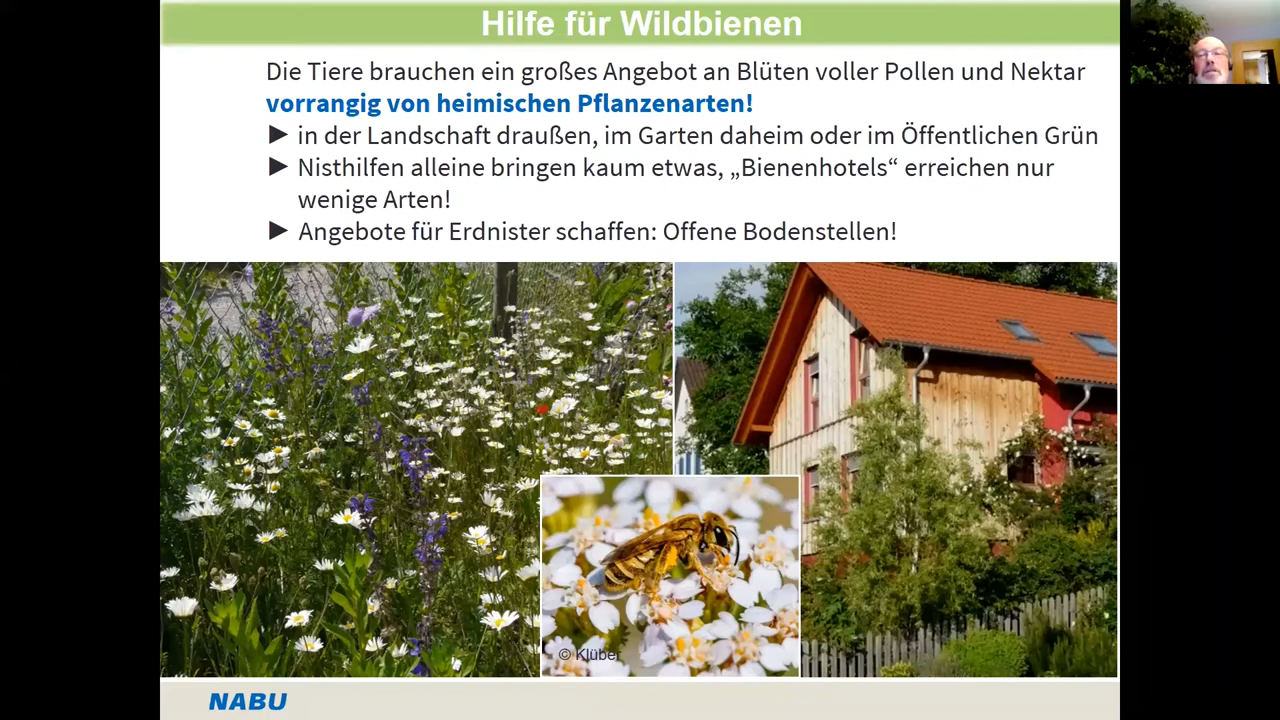 Hilfe für Wildbienen
Die Tiere brauchen ein großes Angebot an Blüten voller Pollen und Nektar
vorrangig von heimischen Pflanzenarten!
► in der Landschaft draußen, im Garten daheim oder im Öffentlichen Grün
► Nisthilfen alleine bringen kaum etwas, „Bienenhotels“ erreichen nur
wenige Arten!
► Angebote für Erdnister schaffen: Offene Bodenstellen!
© Klüber
NABU